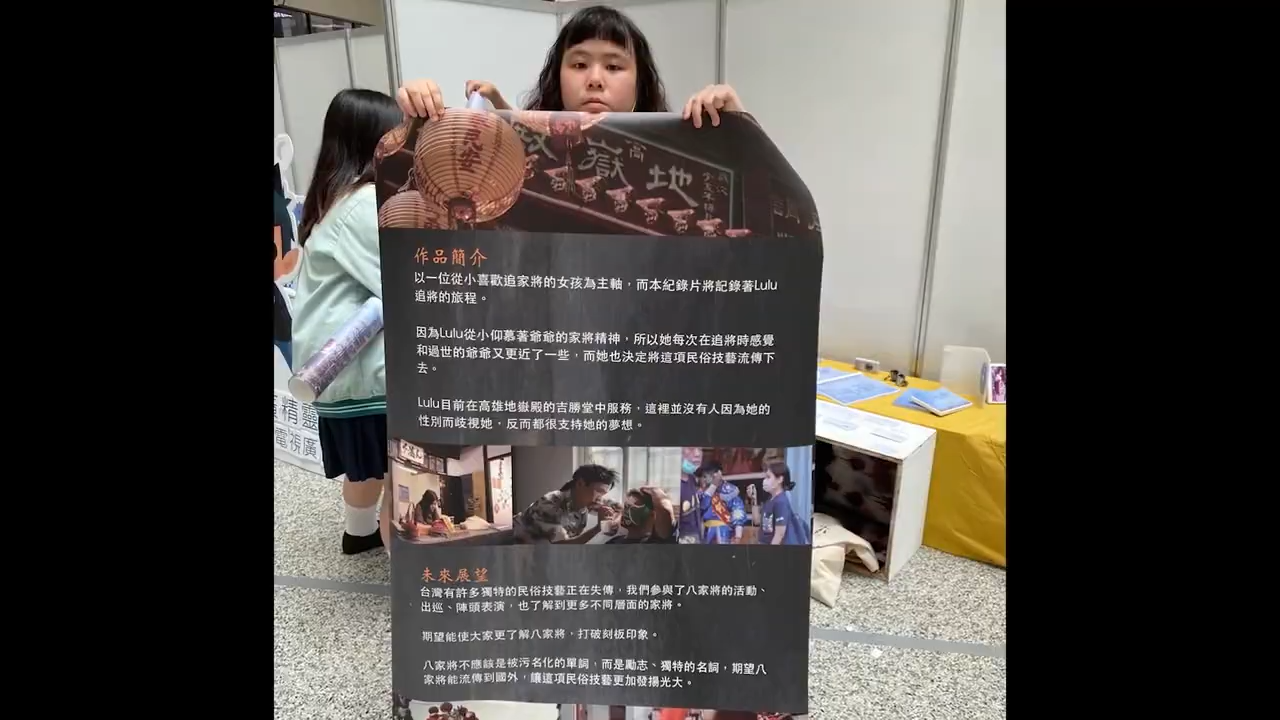 嶽
高
地
作品簡介
以一位從小喜歡追家將的女孩為主軸，而本紀錄片將記錄著Lulu
追將的旅程。
因為Lulu從小仰慕著爺爺的家將精神，所以她每次在追將時感覺
和過世的爺爺又更近了一些，而她也決定將這項民俗技藝流傳下
去。
Lulu目前在高雄地嶽殿的吉勝堂中服務，這裡並沒有人因為她的
性別而歧視她，反而都很支持她的夢想。
未來展望
台灣有許多獨特的民俗技藝正在失傳，我們參與了八家將的活動、
出巡、陣頭表演，也了解到更多不同層面的家將。
期望能使大家更了解八家將，打破刻板印象。
八家將不應該是被污名化的單詞，而是勵志、獨特的名詞，期望八
家將能流傳到國外，讓這項民俗技藝更加發揚光大。
精靈
電視廣